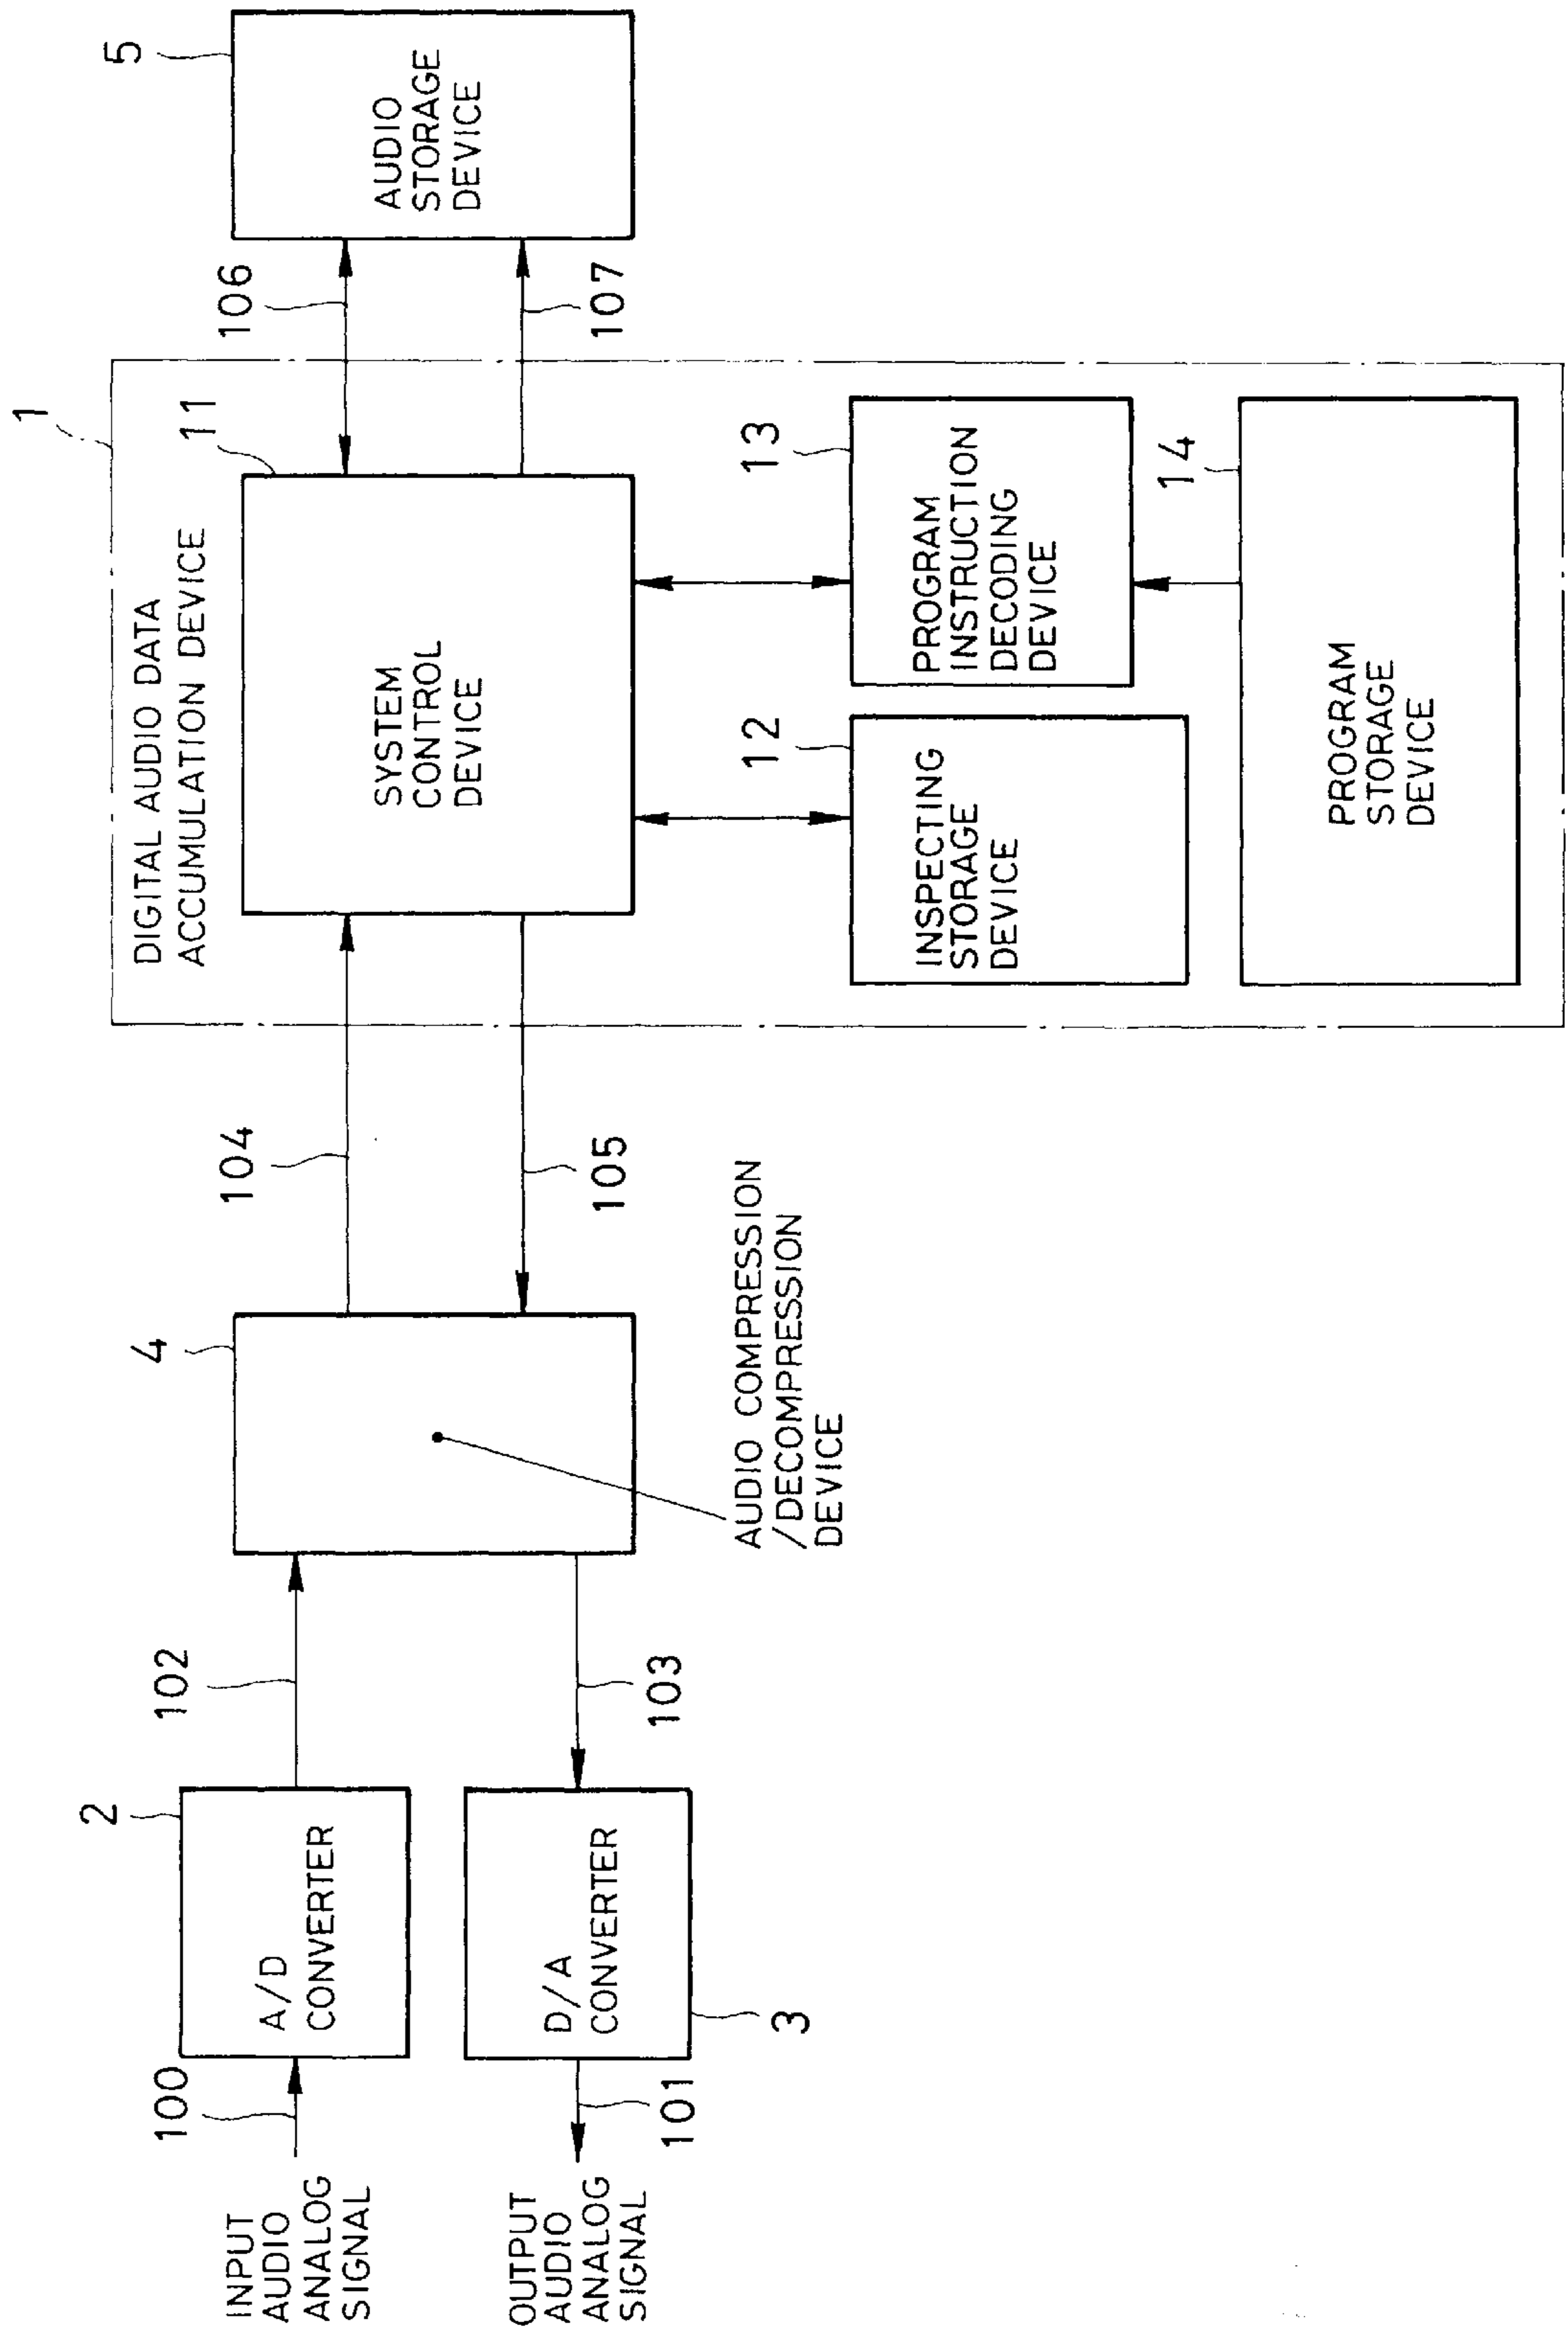 1
DIGITAL AUDIO DATA
ACCUMULATION DEVICE
11
5
2
100
102
4
104
106
INPUT
AUDIO
ANALOG
SIGNAL
A/D
CONVERTER
SYSTEM
CONTROL
DEVICE
AUDIO
STORAGE
DEVICE
OUTPUT
AUDIO
ANALOG
SIGNAL
101
D/A
CONVERTER
3
103
105
107
AUDIO COMPRESSION
/DECOMPRESSION
DEVICE
12
INSPECTING
STORAGE
DEVICE
13
PROGRAM
INSTRUCTION
DECODING
DEVICE
14
PROGRAM
STORAGE
DEVICE